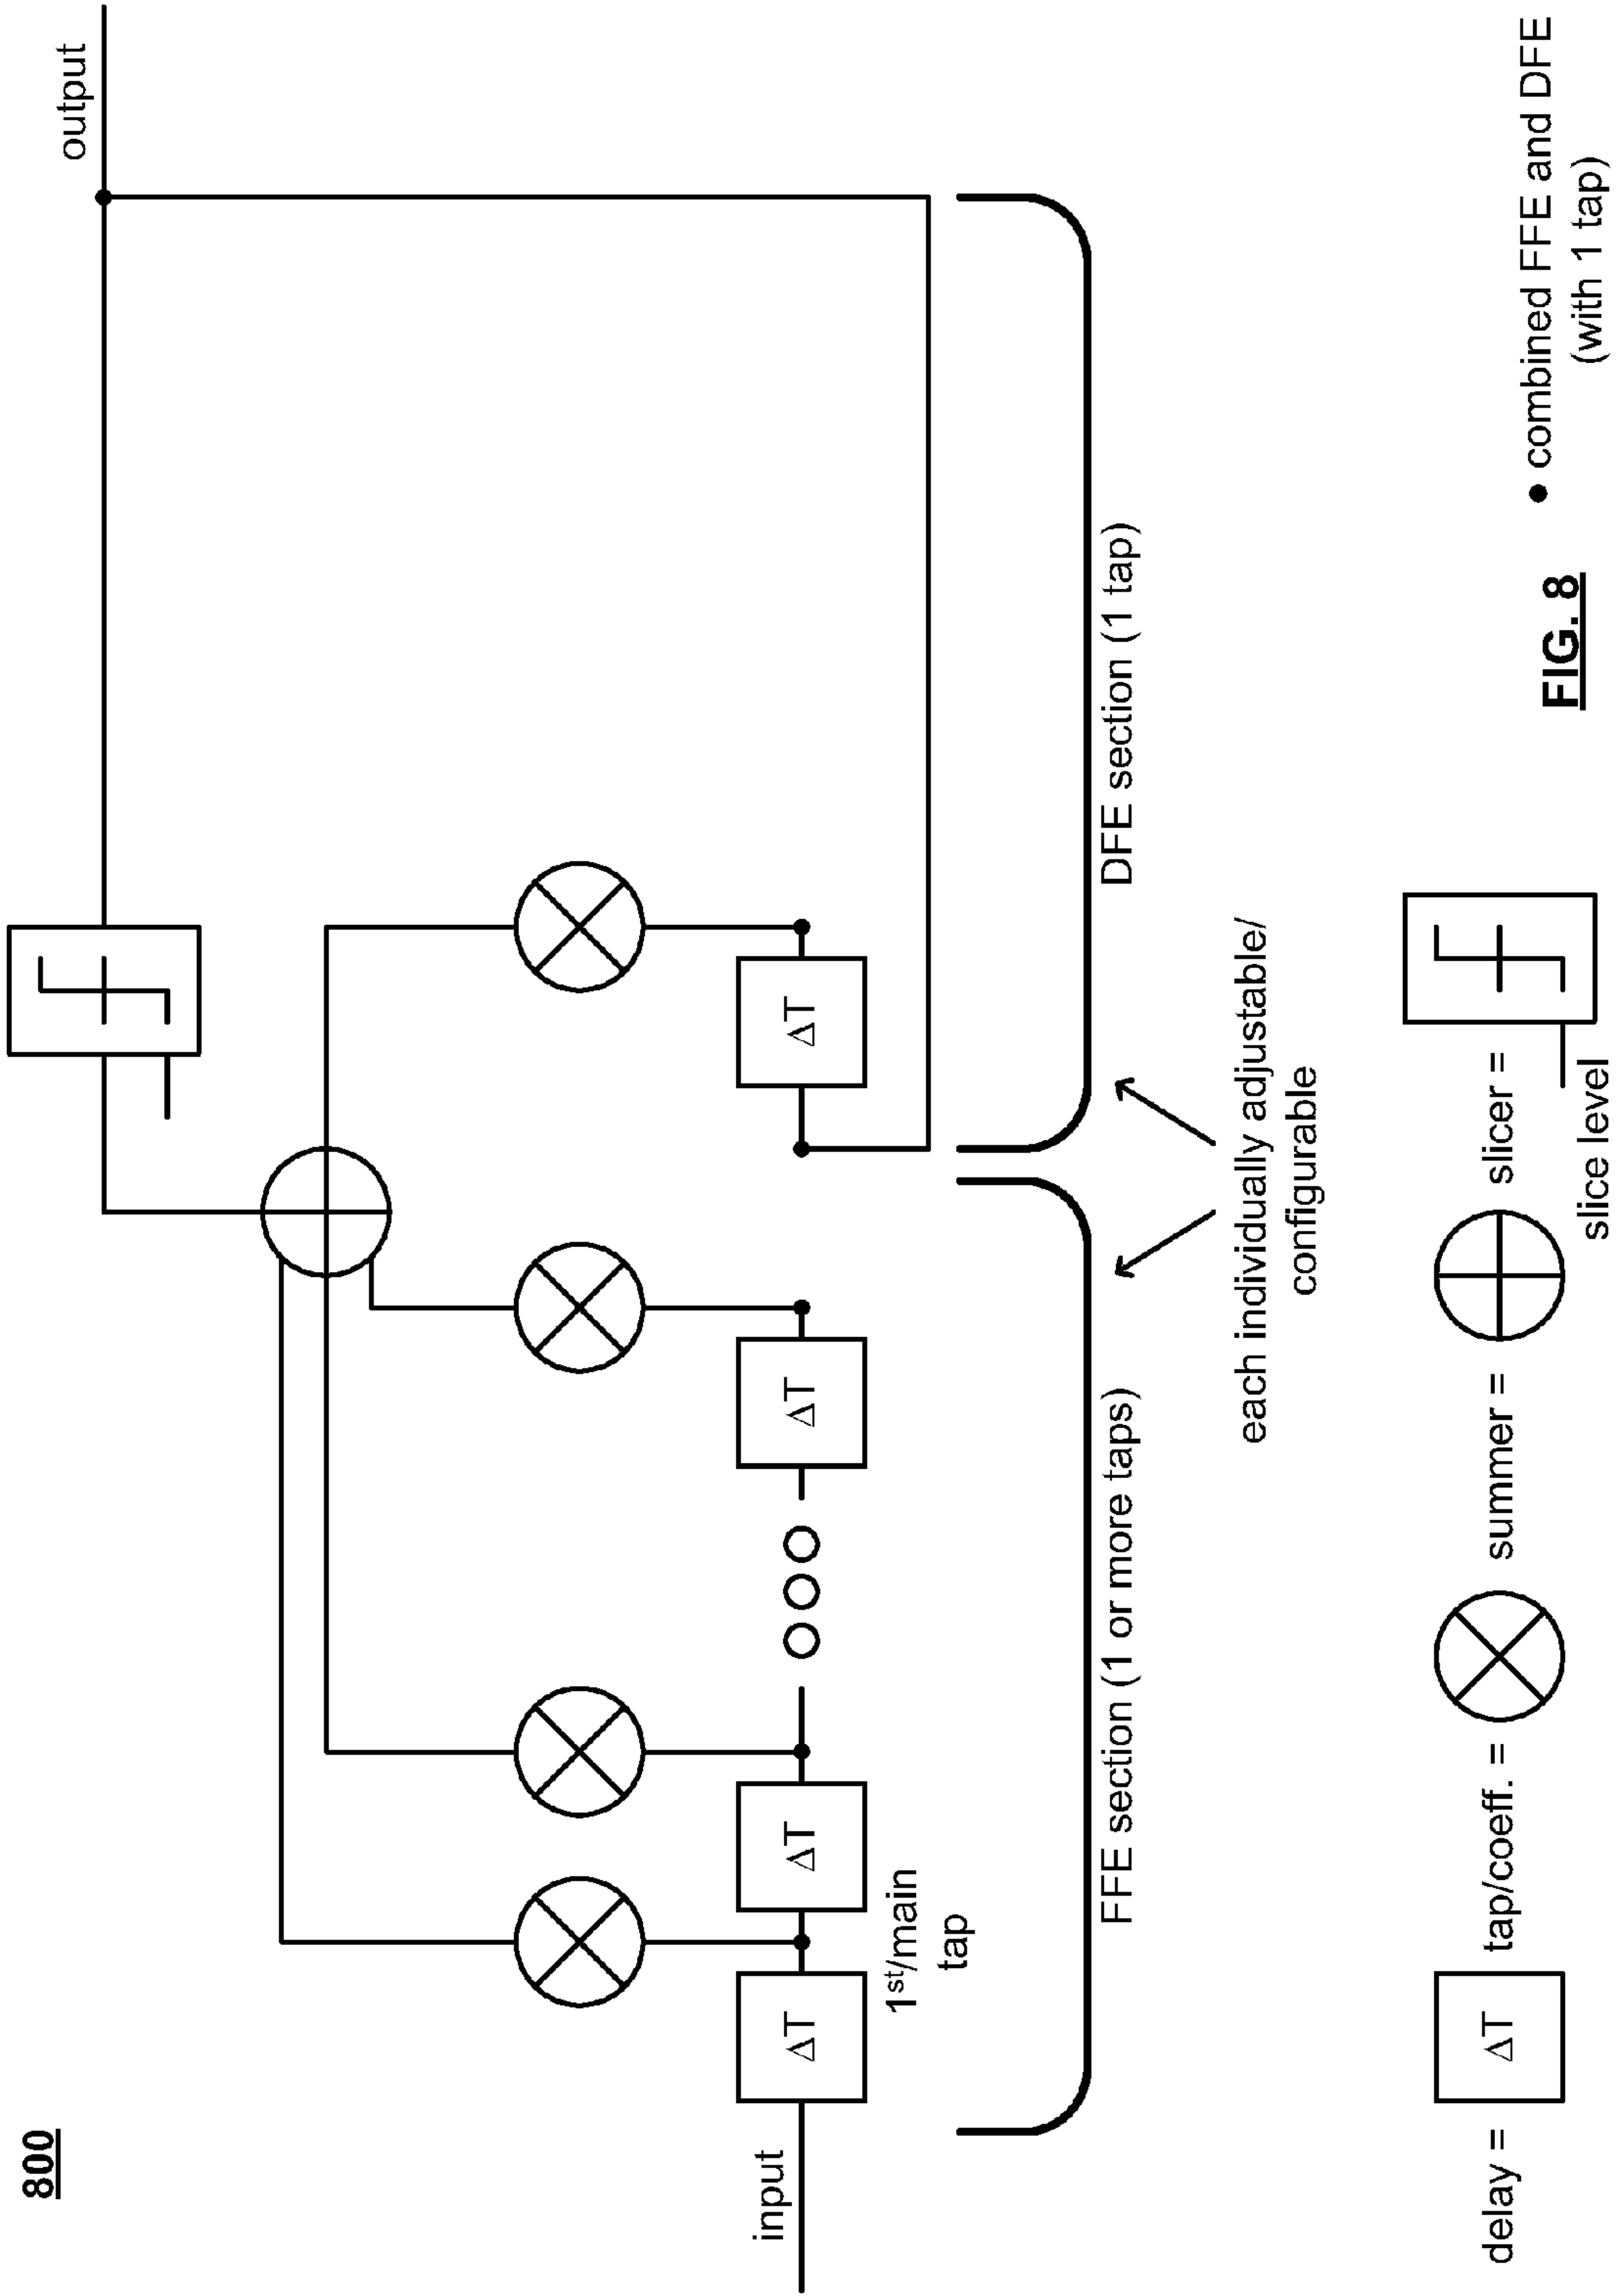 800
output
input
ΔT
ΔT
ΔT
ΔT
1st/main
tap
FFE section (1 or more taps)
DFE section (1 tap)
each individually adjustable/
configurable
delay =
ΔT
tap/coeff. =
summer =
slicer =
slice level
FIG. 8
• combined FFE and DFE
(with 1 tap)